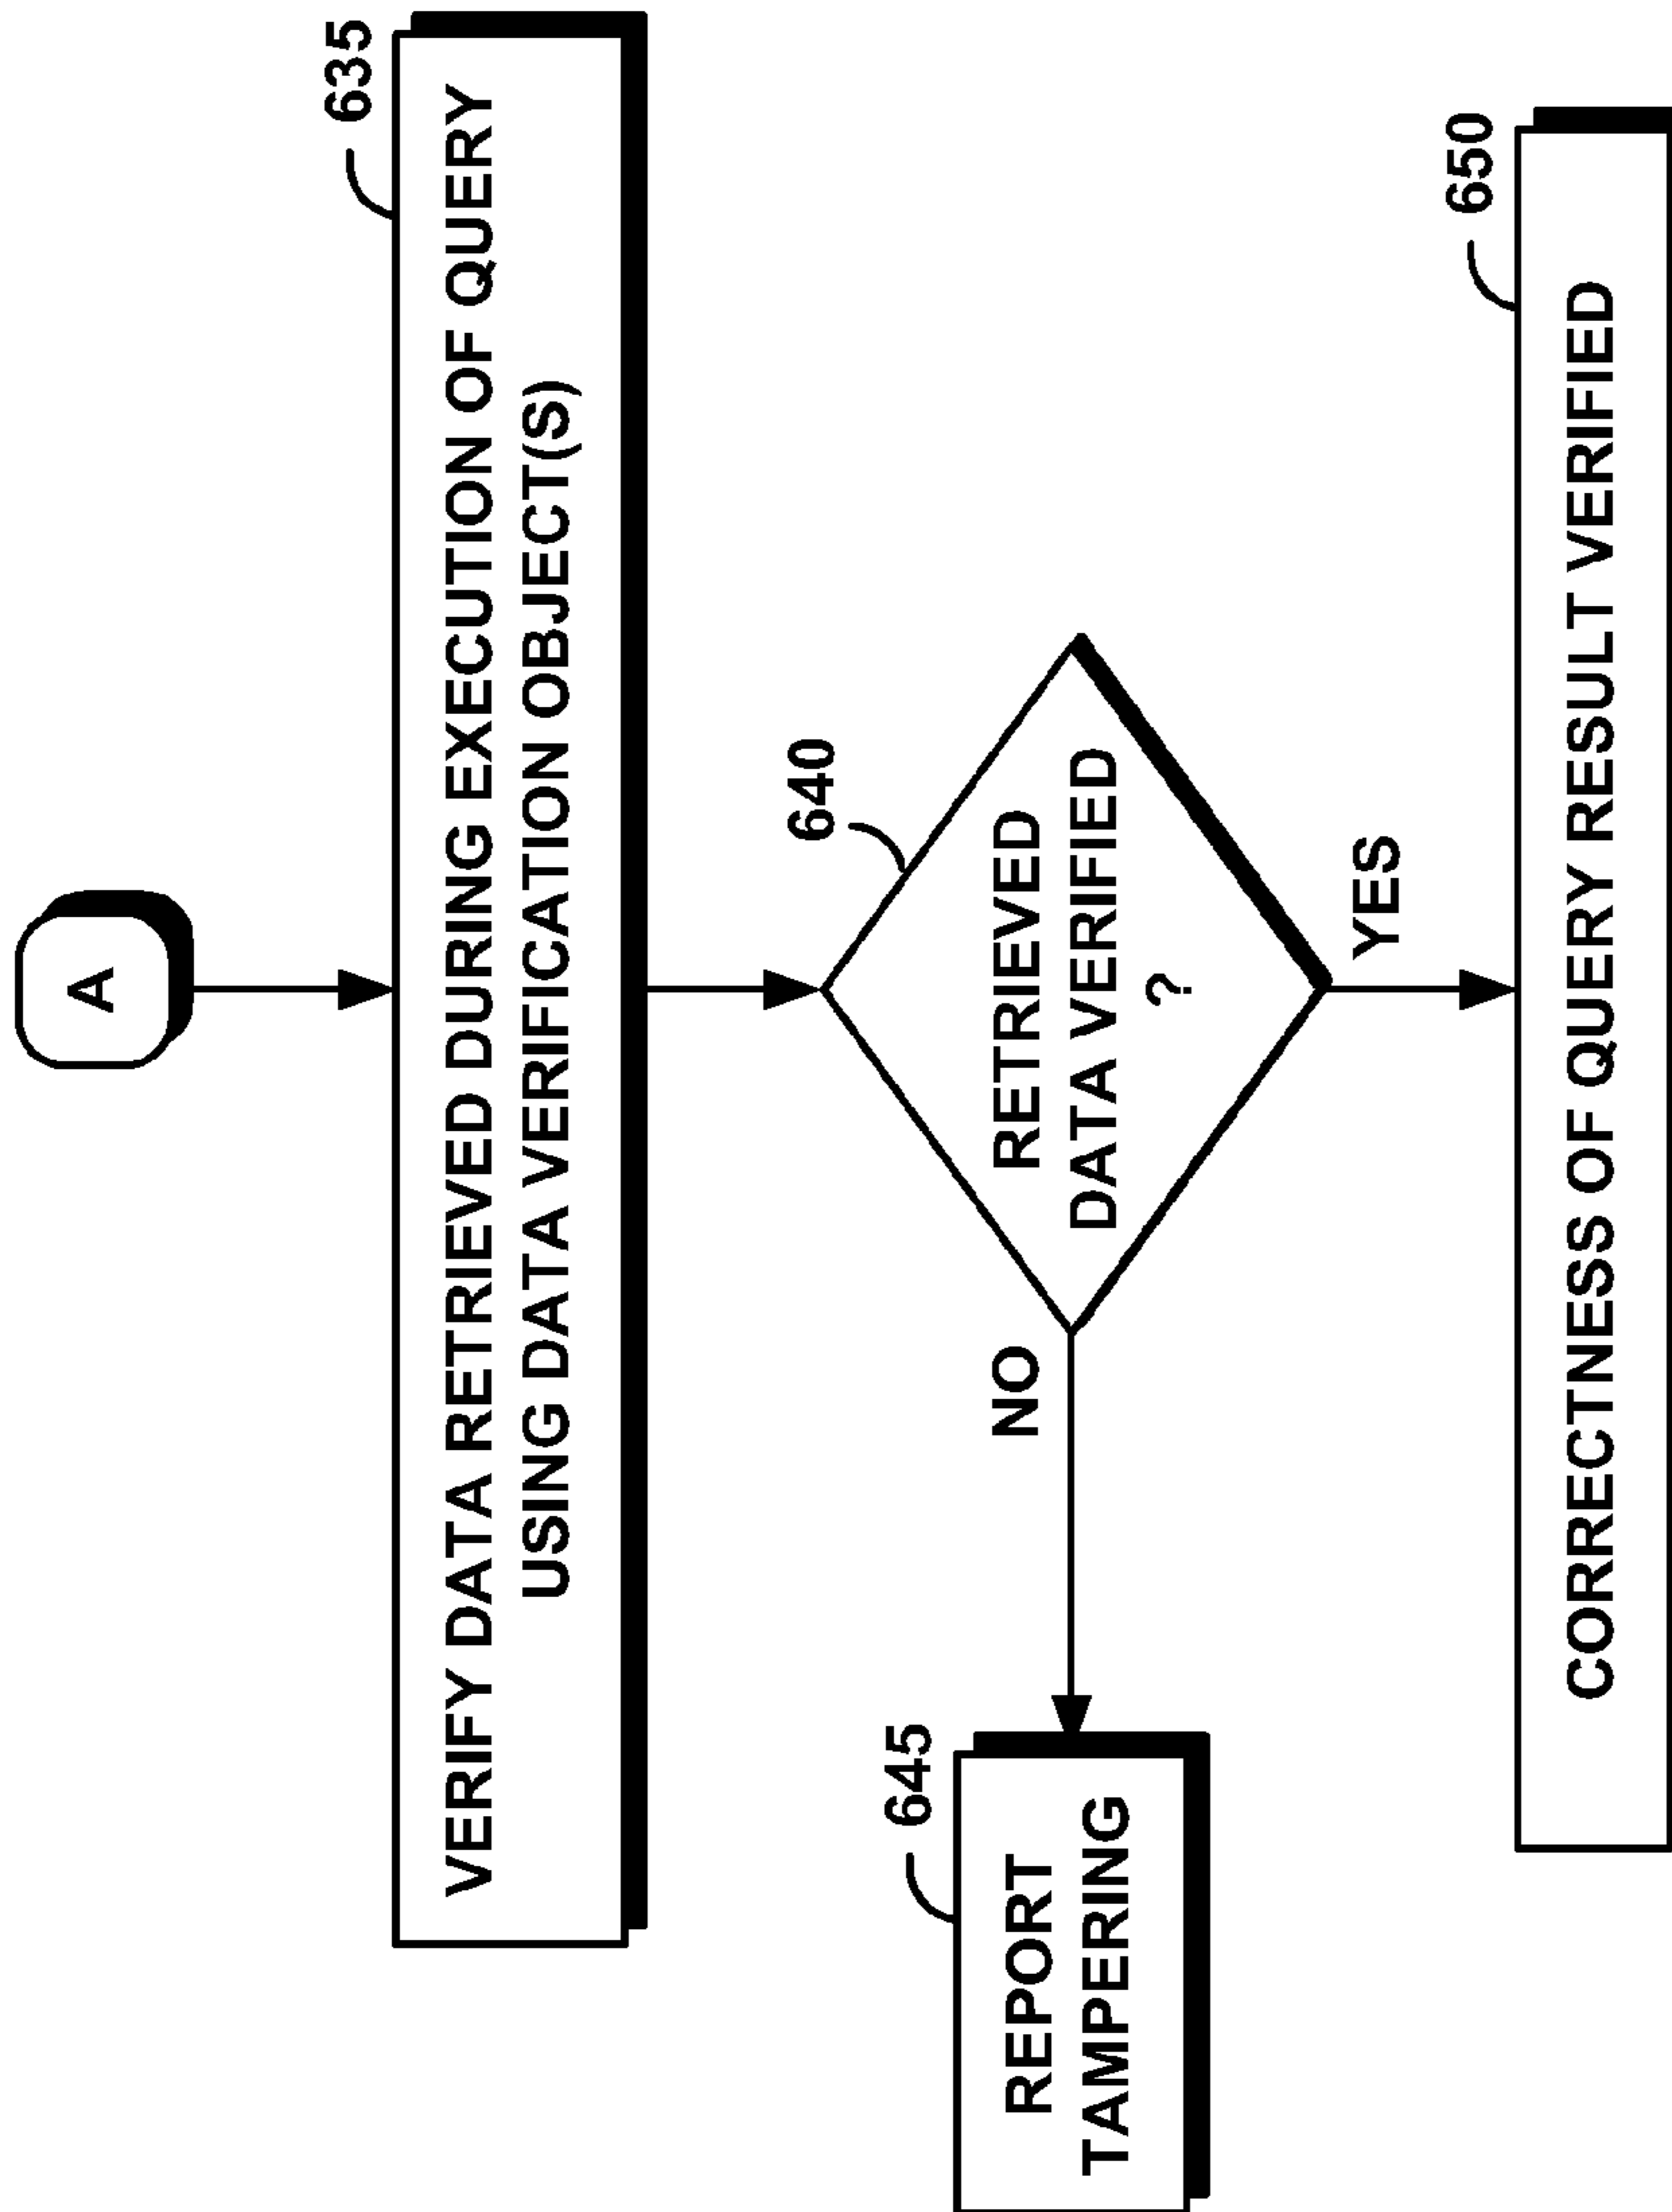 A
635
VERIFY DATA RETRIEVED DURING EXECUTION OF QUERY
USING DATA VERIFICATION OBJECT(S)
640
RETRIEVED
DATA VERIFIED
?
NO
645
REPORT
TAMPERING
YES
650
CORRECTNESS OF QUERY RESULT VERIFIED